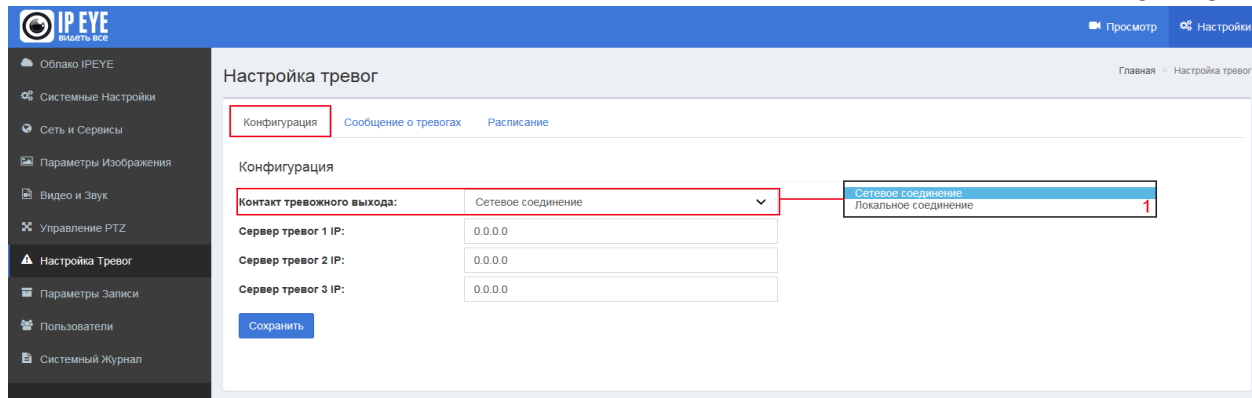 IP EYE
видеть все
Просмотр
Настройки
Облако IPEYE
Системные Настройки
Сеть и Сервисы
Параметры Изображения
Видео и Звук
Управление PTZ
Настройка Тревог
Параметры Записи
Пользователи
Системный Журнал
Настройка тревог
Главная > Настройка тревог
Конфигурация Сообщение о тревогах Расписание
Конфигурация
Контакт тревожного выхода: Сетевое соединение
Сетевое соединение
Локальное соединение 1
Сервер тревог 1 IP: 0.0.0.0
Сервер тревог 2 IP: 0.0.0.0
Сервер тревог 3 IP: 0.0.0.0
Сохранить